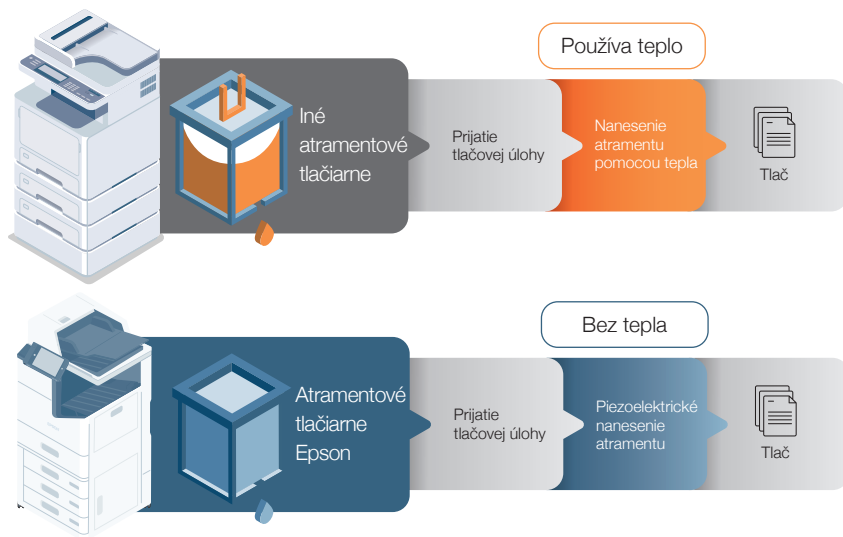 Používa teplo
Iné
atramentové
tlačiarne
Prijatie
tlačovej úlohy
Nanesenie
atramentu
pomocou tepla
Tlač
Bez tepla
Atramentové
tlačiarne
Epson
Prijatie
tlačovej úlohy
Piezoelektrické
nanesenie
atramentu
Tlač